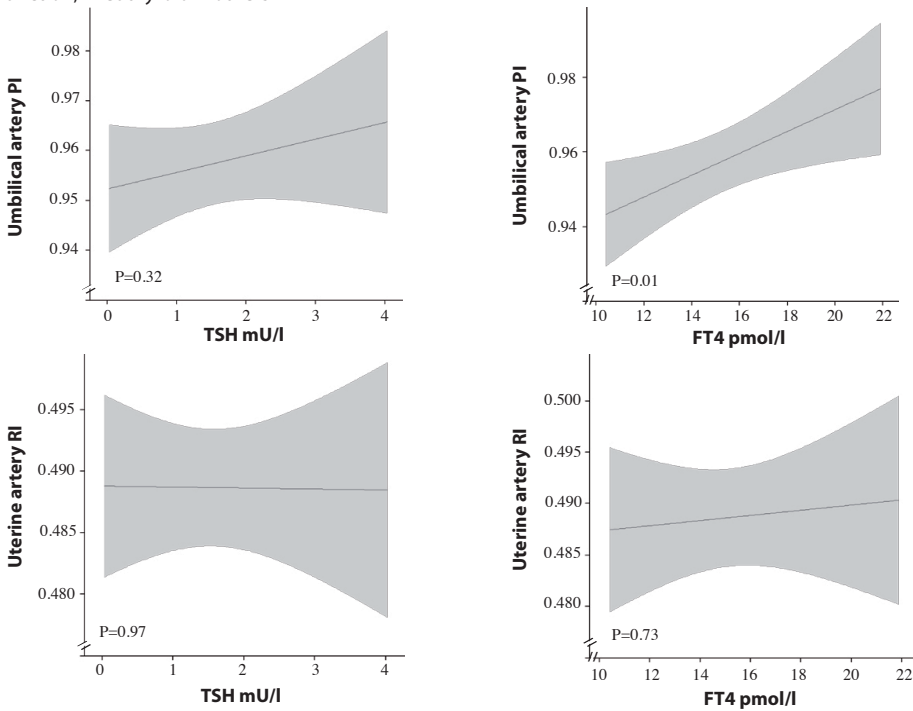 Umbilical artery PI
0.98
0.97
0.96
0.95
0.94
P=0.32
0 1 2 3 4
TSH mU/l
Umbilical artery PI
0.98
0.96
0.94
P=0.01
10 12 14 16 18 20 22
FT4 pmol/l
Uterine artery RI
0.495
0.490
0.485
0.480
P=0.97
0 1 2 3 4
TSH mU/l
Uterine artery RI
0.500
0.495
0.490
0.485
0.480
P=0.73
10 12 14 16 18 20 22
FT4 pmol/l